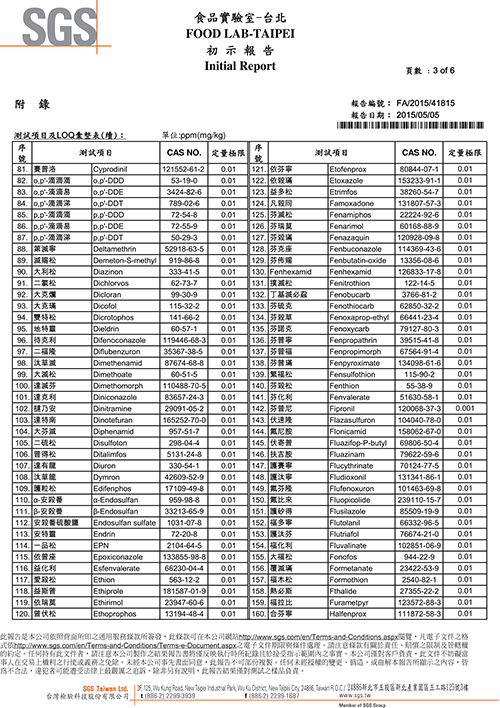 SGS
食品實驗室-台北
FOOD LAB-TAIPEI
初示報告
Initial Report
頁數 : 3 of 6
附 錄
報告編號： FA/2015/41815
報告日期： 2015/05/05
測試項目及LOQ彙整表(續)： 單位:ppm(mg/kg)
序號 測試項目 CAS NO. 定量極限 序號 測試項目 CAS NO. 定量極限
81. 賽普洛 Cyprodinil 121552-61-2 0.01 121. 依芬寧 Etofenprox 80844-07-1 0.01
82. o,p'-滴滴滴 o,p'-DDD 53-19-0 0.01 122. 依殺蟎 Etoxazole 153233-91-1 0.01
83. o,p'-滴滴易 o,p'-DDE 3424-82-6 0.01 123. 益多松 Etrimfos 38260-54-7 0.01
84. o,p'-滴滴涕 o,p'-DDT 789-02-6 0.01 124. 凡殺同 Famoxadone 131807-57-3 0.01
85. p,p'-滴滴滴 p,p'-DDD 72-54-8 0.01 125. 芬滅松 Fenamiphos 22224-92-6 0.01
86. p,p'-滴滴易 p,p'-DDE 72-55-9 0.01 126. 芬瑞莫 Fenarimol 60168-88-9 0.01
87. p,p'-滴滴涕 p,p'-DDT 50-29-3 0.01 127. 芬殺蟎 Fenazaquin 120928-09-8 0.01
88. 第滅寧 Deltamethrin 52918-63-5 0.01 128. 芬克座 Fenbuconazole 114369-43-6 0.01
89. 滅賜松 Demeton-S-methyl 919-86-8 0.01 129. 芬佈賜 Fenbutatin-oxide 13356-08-6 0.01
90. 大利松 Diazinon 333-41-5 0.01 130. Fenhexamid Fenhexamid 126833-17-8 0.01
91. 二氯松 Dichlorvos 62-73-7 0.01 131. 撲滅松 Fenitrothion 122-14-5 0.01
92. 大克爛 Dicloran 99-30-9 0.01 132. 丁基滅必蝨 Fenobucarb 3766-81-2 0.01
93. 大克蟎 Dicofol 115-32-2 0.01 133. 芬硫克 Fenothiocarb 62850-32-2 0.01
94. 雙特松 Dicrotophos 141-66-2 0.01 134. 芬殺草 Fenoxaprop-ethyl 66441-23-4 0.01
95. 地特靈 Dieldrin 60-57-1 0.01 135. 芬諾克 Fenoxycarb 79127-80-3 0.01
96. 待克利 Difenoconazole 119446-68-3 0.01 136. 芬普寧 Fenpropathrin 39515-41-8 0.01
97. 二福隆 Diflubenzuron 35367-38-5 0.01 137. 芬普福 Fenpropimorph 67564-91-4 0.01
98. 汰草滅 Dimethenamid 87674-68-8 0.01 138. 芬普蟎 Fenpyroximate 134098-61-6 0.01
99. 大滅松 Dimethoate 60-51-5 0.01 139. 繁福松 Fensulfothion 115-90-2 0.01
100. 達滅芬 Dimethomorph 110488-70-5 0.01 140. 芬殺松 Fenthion 55-38-9 0.01
101. 達克利 Diniconazole 83657-24-3 0.01 141. 芬化利 Fenvalerate 51630-58-1 0.01
102. 撻乃安 Dinitramine 29091-05-2 0.01 142. 芬普尼 Fipronil 120068-37-3 0.001
103. 達特南 Dinotefuran 165252-70-0 0.01 143. 伏速隆 Flazasulfuron 104040-78-0 0.01
104. 大芬滅 Diphenamid 957-51-7 0.01 144. 氟尼胺 Flonicamid 158062-67-0 0.01
105. 二硫松 Disulfoton 298-04-4 0.01 145. 伏寄普 Fluazifop-P-butyl 69806-50-4 0.01
106. 普得松 Ditalimfos 5131-24-8 0.01 146. 扶吉胺 Fluazinam 79622-59-6 0.01
107. 達有龍 Diuron 330-54-1 0.01 147. 護賽寧 Flucythrinate 70124-77-5 0.01
108. 汰草龍 Dymron 42609-52-9 0.01 148. 護汰寧 Fludioxonil 131341-86-1 0.01
109. 護粒松 Edifenphos 17109-49-8 0.01 149. 氟芬隆 Flufenoxuron 101463-69-8 0.01
110. α-安殺番 α-Endosulfan 959-98-8 0.01 150. 氟比來 Fluopicolide 239110-15-7 0.01
111. β-安殺番 β-Endosulfan 33213-65-9 0.01 151. 護矽得 Flusilazole 85509-19-9 0.01
112. 安殺番硫酸鹽 Endosulfan sulfate 1031-07-8 0.01 152. 福多寧 Flutolanil 66332-96-5 0.01
113. 安特靈 Endrin 72-20-8 0.01 153. 護汰芬 Flutriafol 76674-21-0 0.01
114. 一品松 EPN 2104-64-5 0.01 154. 福化利 Fluvalinate 102851-06-9 0.01
115. 依普座 Epoxiconazole 133855-98-8 0.01 155. 大福松 Fonofos 944-22-9 0.01
116. 益化利 Esfenvalerate 66230-04-4 0.01 156. 覆滅蟎 Formetanate 23422-53-9 0.01
117. 愛殺松 Ethion 563-12-2 0.01 157. 福木松 Formothion 2540-82-1 0.01
118. 益斯普 Ethiprole 181587-01-9 0.01 158. 熱必斯 Fthalide 27355-22-2 0.01
119. 依瑞莫 Ethirimol 23947-60-6 0.01 159. 福拉比 Furametpyr 123572-88-3 0.01
120. 普伏松 Ethoprophos 13194-48-4 0.01 160. 合芬寧 Halfenprox 111872-58-3 0.01
此報告是本公司依照背面所印之通用服務條款所簽發，此條款可在本公司網站http://www.sgs.com/en/Terms-and-Conditions.aspx閱覽，凡電子文件之格
式依http://www.sgs.com/en/Terms-and-Conditions/Terms-e-Document.aspx之電子文件期限與條件處理。請注意條款有關於責任、賠償之限制及管轄權
的約定。任何持有此文件者，請注意本公司製作之結果報告書將僅反映執行時所紀錄且於接受指示範圍內之事實。本公司僅對客戶負責，此文件不妨礙當
事人在交易上權利之行使或義務之免除。未經本公司事先書面同意，此報告不可部份複製。任何未經授權的變更、偽造、或曲解本報告所顯示之內容，皆
為不合法，違犯者可能遭受法律上最嚴厲之追訴。除非另有說明，此報告結果僅對測試之樣品負責。
SGS Taiwan Ltd. 3F, 125, Wu Kung Road, New Taipei Industrial Park, Wu Ku District, New Taipei City, 24886, Taiwan R.O.C./ 24886新北市五股區新北產業園區五工路125號3樓
台灣檢驗科技股份有限公司 t (886-2) 2299-3939 f (886-2) 2299-1687 www.sgs.tw
Member of SGS Group